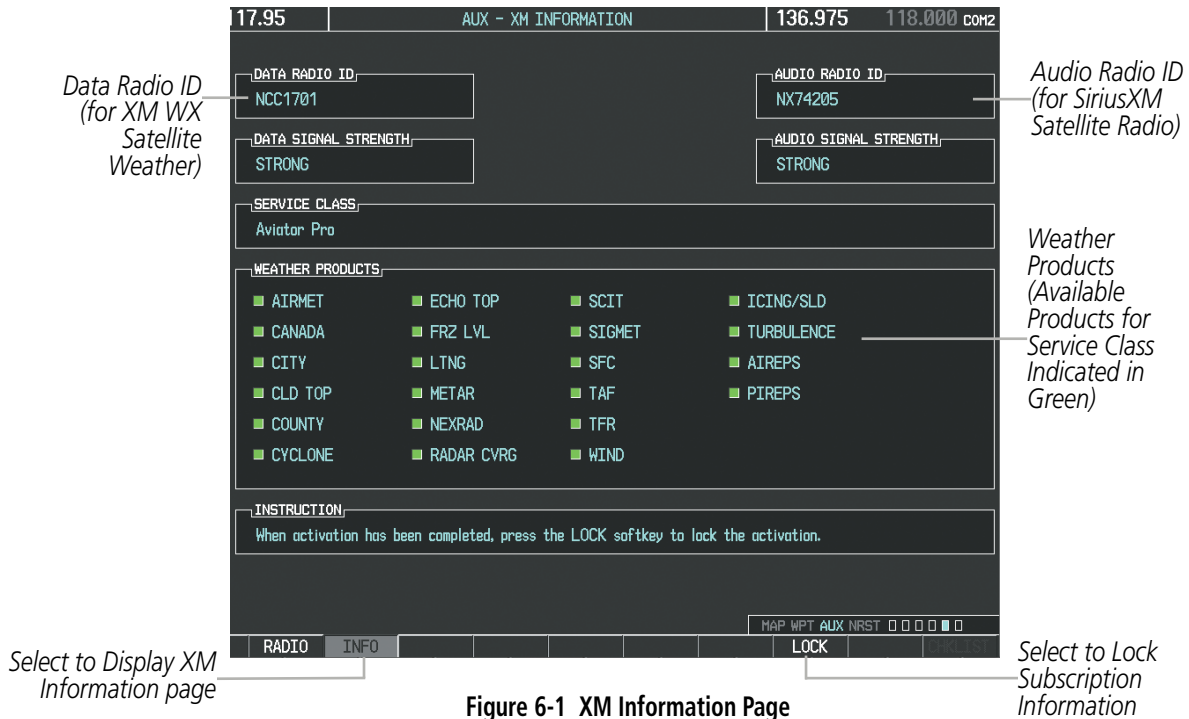 17.95 AUX - XM INFORMATION 136.975 118.000 COM2
Data Radio ID
(for XM WX
Satellite
Weather)
DATA RADIO ID
NCC1701
AUDIO RADIO ID
NX74205
Audio Radio ID
(for SiriusXM
Satellite Radio)
DATA SIGNAL STRENGTH
STRONG
AUDIO SIGNAL STRENGTH
STRONG
SERVICE CLASS
Aviator Pro
WEATHER PRODUCTS
AIRMET ECHO TOP SCIT ICING/SLD
CANADA FRZ LVL SIGMET TURBULENCE
CITY LTNG SFC AIREPS
CLD TOP METAR TAF PIREPS
COUNTY NEXRAD TFR
CYCLONE RADAR CVRG WIND
Weather
Products
(Available
Products for
Service Class
Indicated in
Green)
INSTRUCTION
When activation has been completed, press the LOCK softkey to lock the activation.
MAP WPT AUX NRST
RADIO INFO LOCK CHKLIST
Select to Display XM
Information page
Select to Lock
Subscription
Information
Figure 6-1 XM Information Page